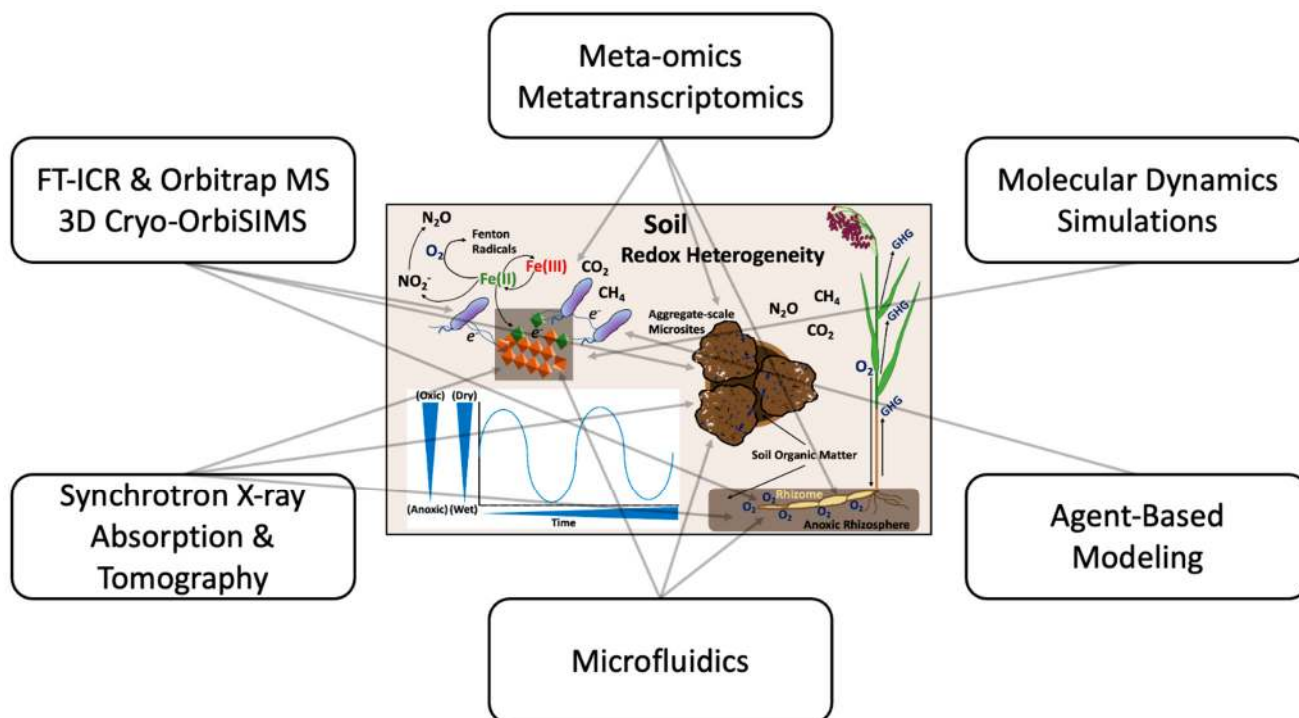 Meta-omics
Metatranscriptomics
FT-ICR & Orbitrap MS
3D Cryo-OrbiSIMS
Molecular Dynamics
Simulations
Soil
Redox Heterogeneity
N₂O
Fenton
Radicals
O₂
Fe(III)
CO₂
NO₂⁻
Fe(II)
CH₄
e⁻
e⁻
e⁻
Aggregate-scale
Microsites
N₂O
CH₄
CO₂
GHG
GHG
O₂
GHG
(Oxic)
(Dry)
(Anoxic)
(Wet)
Time
Soil Organic Matter
Rhizome
O₂
O₂
O₂
O₂
O₂
Anoxic Rhizosphere
Synchrotron X-ray
Absorption &
Tomography
Agent-Based
Modeling
Microfluidics